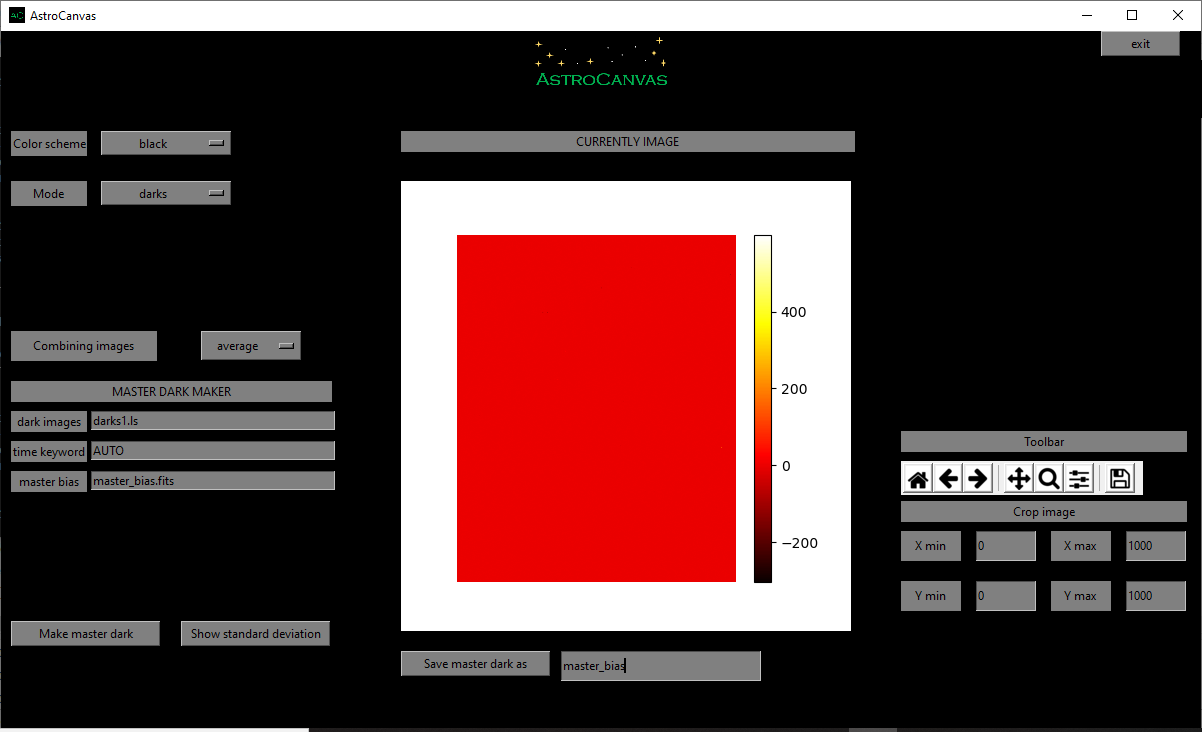 AC AstroCanvas
exit
ASTROCANVAS
Color scheme black
CURRENTLY IMAGE
Mode darks
400
200
0
−200
Combining images average
MASTER DARK MAKER
dark images darks1.ls
time keyword AUTO
master bias master_bias.fits
Toolbar
Crop image
X min 0 X max 1000
Y min 0 Y max 1000
Make master dark Show standard deviation
Save master dark as master_bias